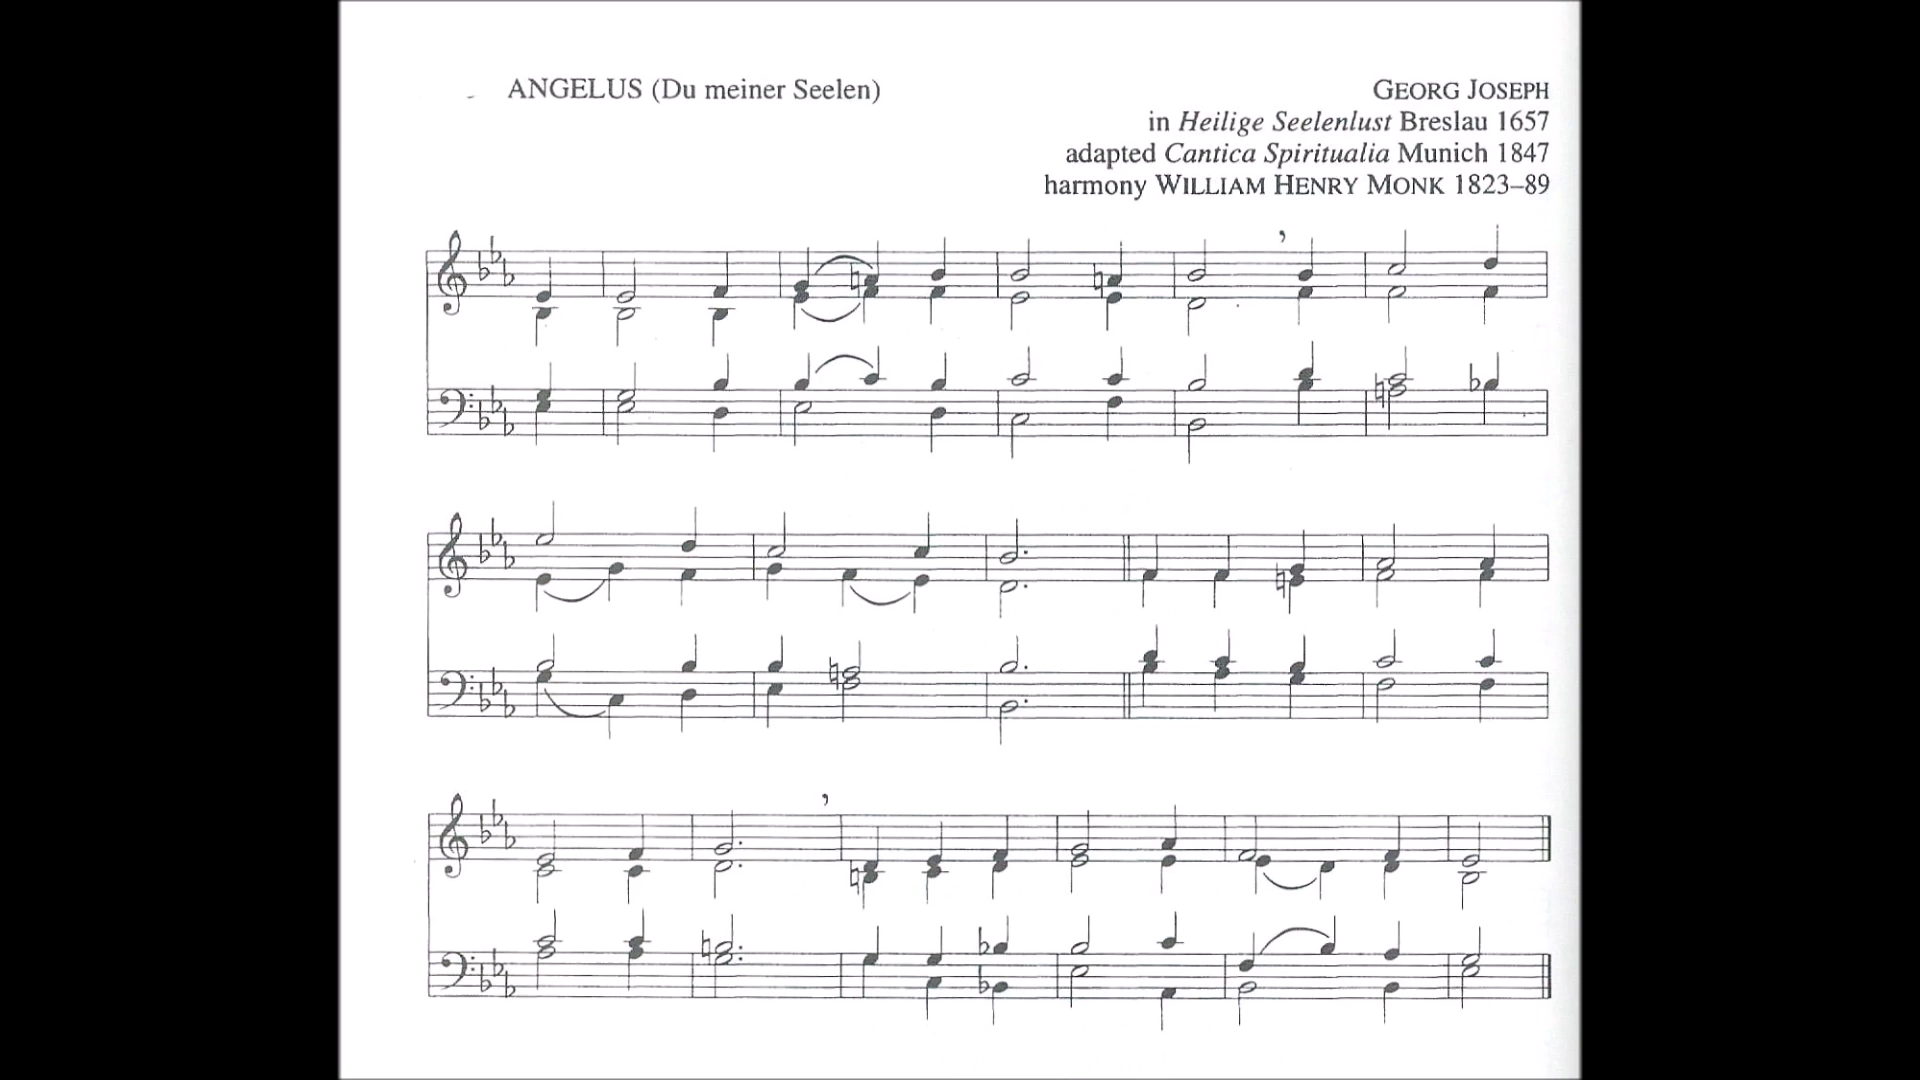 ANGELUS (Du meiner Seelen)
GEORG JOSEPH
in Heilige Seelenlust Breslau 1657
adapted Cantica Spiritualia Munich 1847
harmony WILLIAM HENRY MONK 1823–89